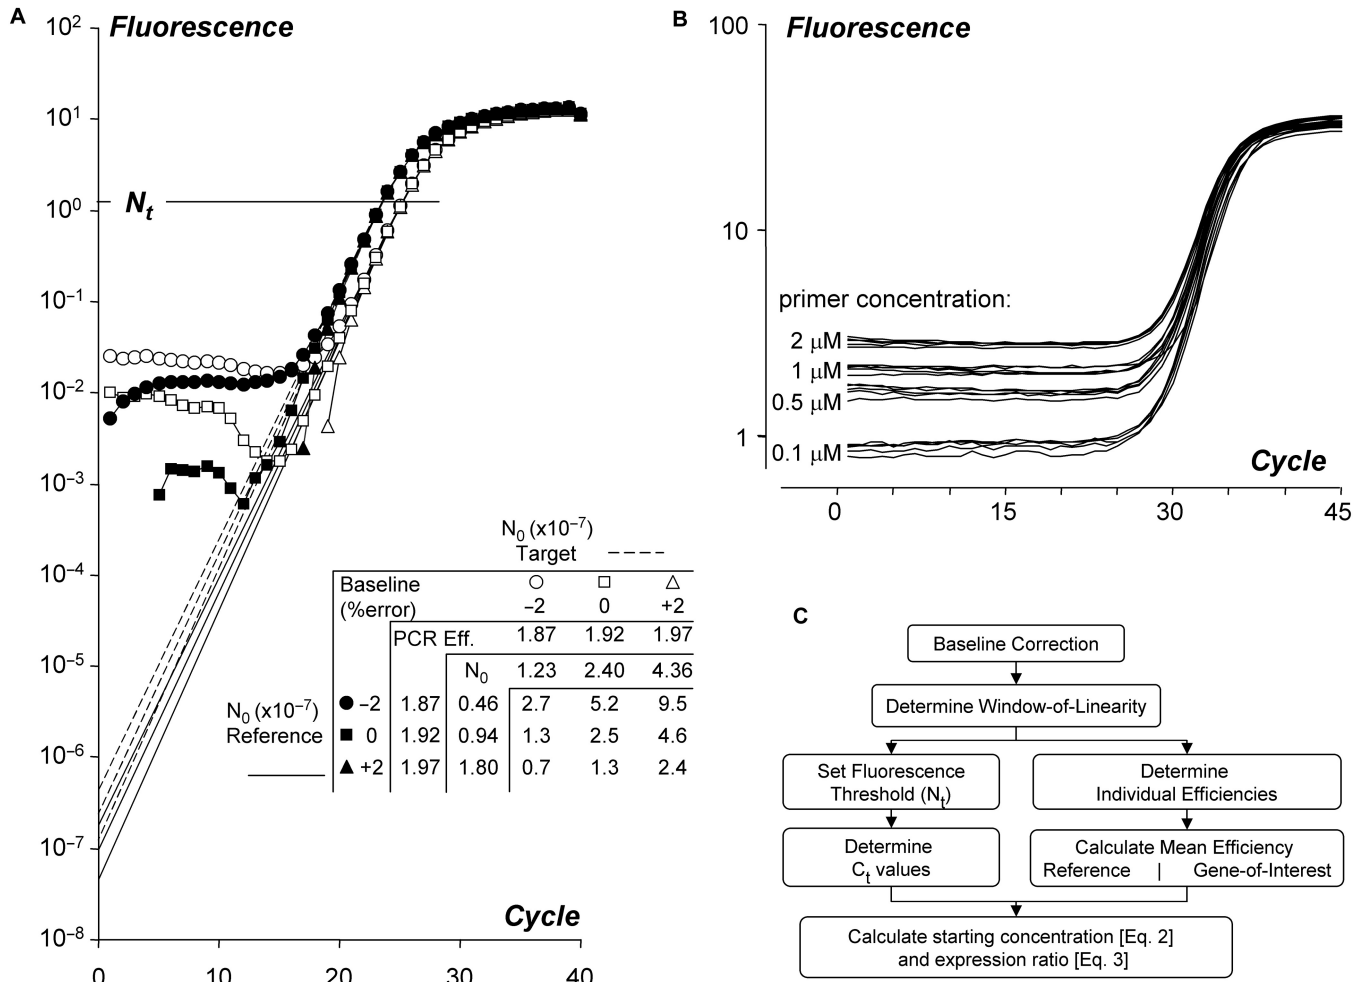 A
Fluorescence
10²
10¹
10⁰
10⁻¹
10⁻²
10⁻³
10⁻⁴
10⁻⁵
10⁻⁶
10⁻⁷
10⁻⁸
Nₜ
N₀ (x10⁻⁷)
Target
Baseline
(%error)
−2 0 +2
PCR Eff. 1.87 1.92 1.97
N₀ 1.23 2.40 4.36
N₀ (x10⁻⁷)
Reference
−2 1.87 0.46 2.7 5.2 9.5
0 1.92 0.94 1.3 2.5 4.6
+2 1.97 1.80 0.7 1.3 2.4
Cycle
0 10 20 30 40
B
Fluorescence
100
10
1
primer concentration:
2 μM
1 μM
0.5 μM
0.1 μM
Cycle
0 15 30 45
C
Baseline Correction
Determine Window-of-Linearity
Set Fluorescence
Threshold (Nₜ)
Determine
Individual Efficiencies
Determine
Cₜ values
Calculate Mean Efficiency
Reference | Gene-of-Interest
Calculate starting concentration [Eq. 2]
and expression ratio [Eq. 3]